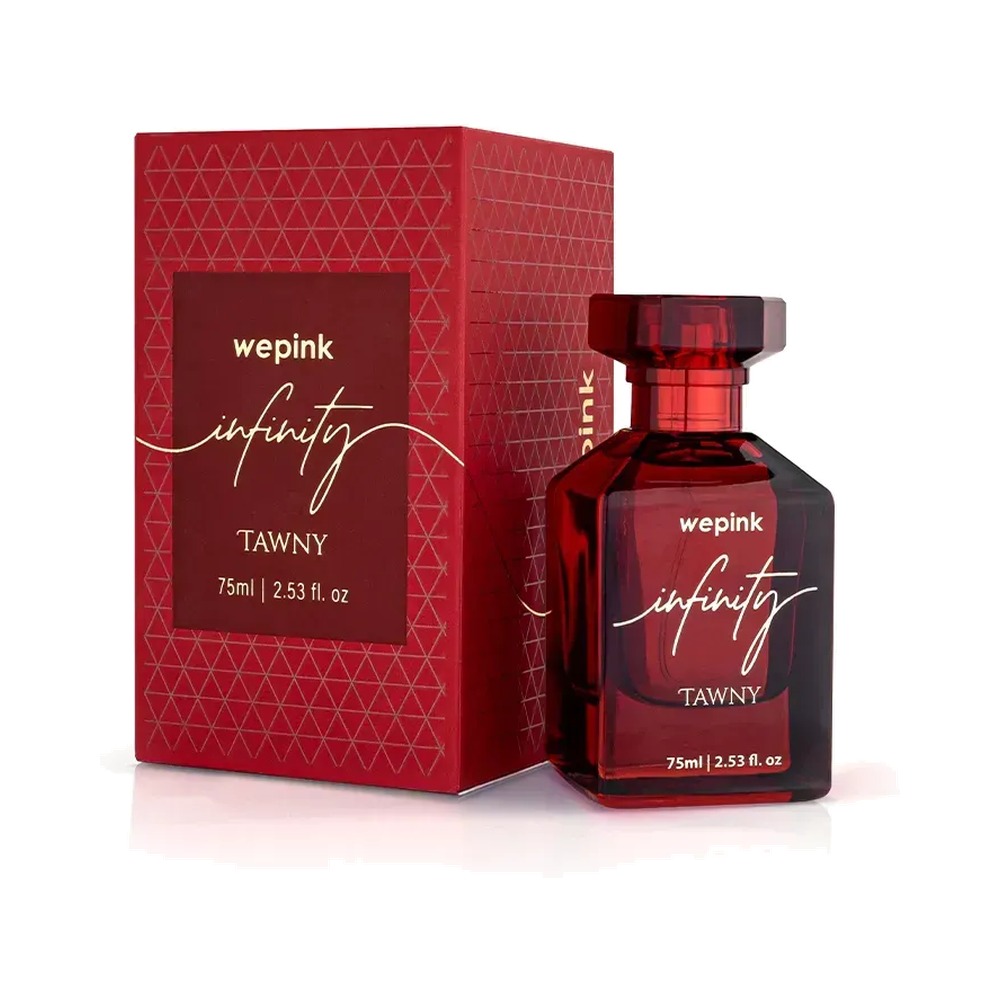 wepink
infinity
TAWNY
75ml | 2.53 fl. oz
wepink
infinity
TAWNY
75ml | 2.53 fl. oz